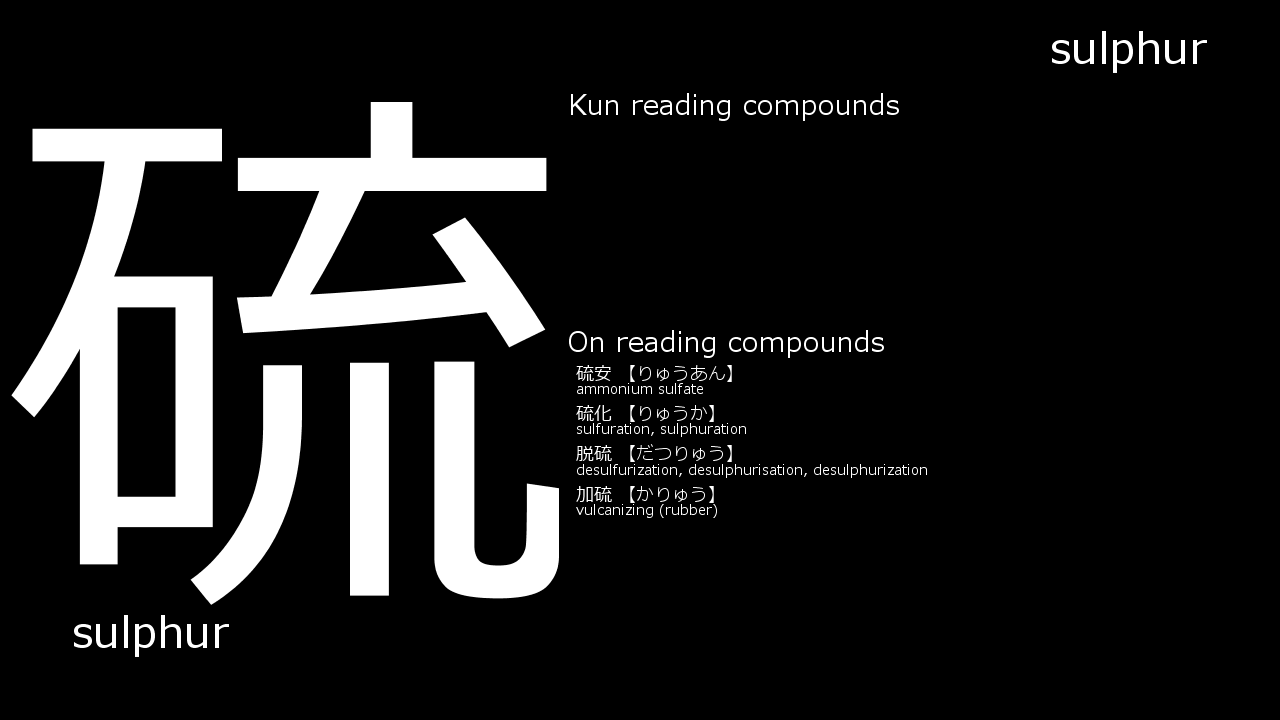 sulphur
Kun reading compounds
硫
On reading compounds
硫安 【りゅうあん】
ammonium sulfate
硫化 【りゅうか】
sulfuration, sulphuration
脱硫 【だつりゅう】
desulfurization, desulphurisation, desulphurization
加硫 【かりゅう】
vulcanizing (rubber)
sulphur